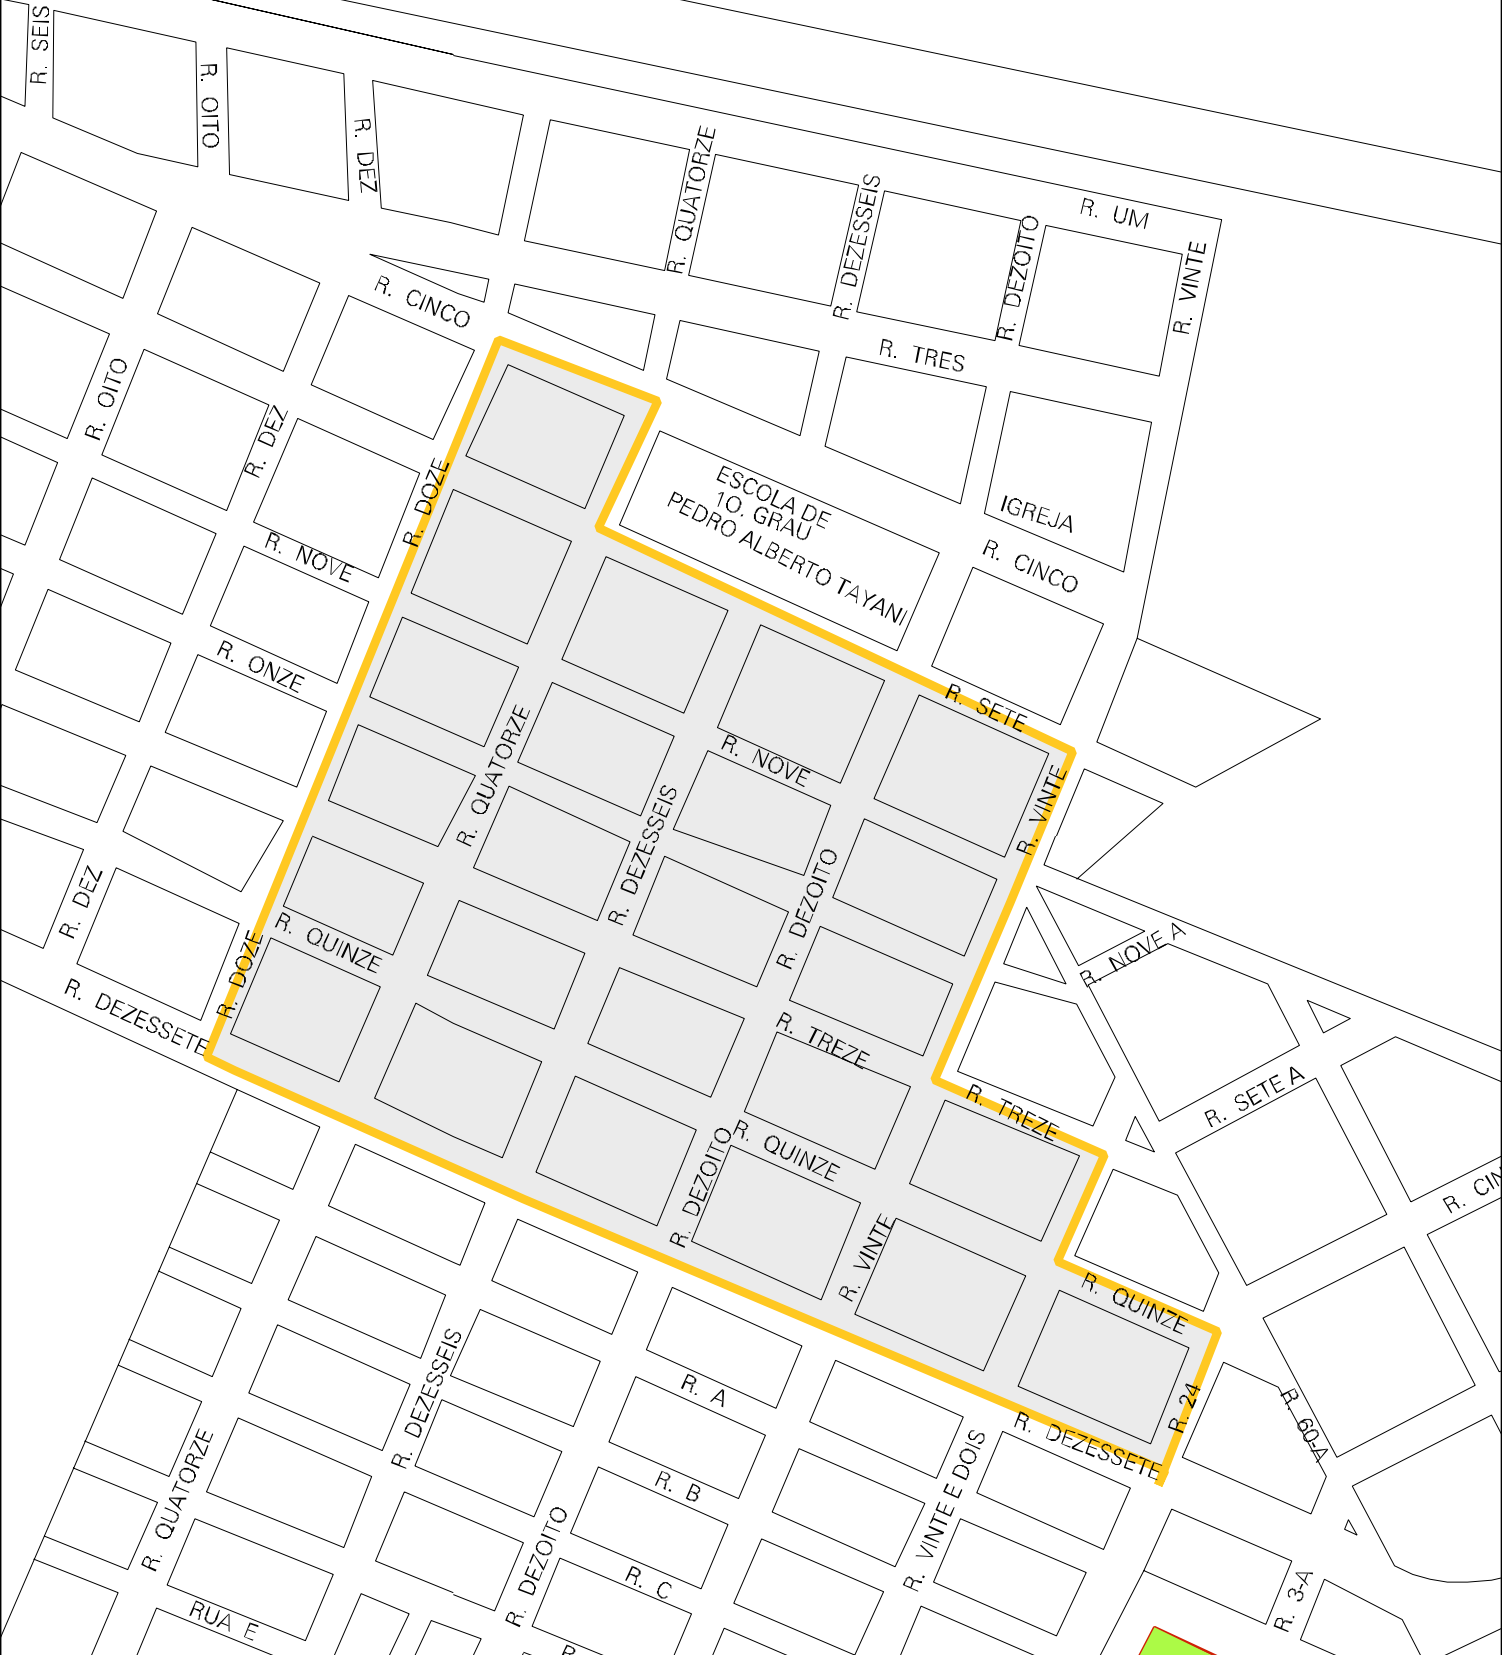 R. SEIS
R. OITO
R. DEZ
R. QUATORZE
R. DEZESSEIS
R. DEZOITO
R. UM
R. VINTE
R. CINCO
R. TRES
R. OITO
R. DEZ
R. DOZE
ESCOLA DE
1O. GRAU
PEDRO ALBERTO TAYANI
IGREJA
R. CINCO
R. NOVE
R. ONZE
R. SETE
R. QUATORZE
R. NOVE
R. VINTE
R. DEZESSEIS
R. DEZOITO
R. DEZ
R. QUINZE
R. DOZE
R. NOVE A
R. DEZESSETE
R. TREZE
R. TREZE
R. SETE A
R. QUINZE
R. DEZOITO
R. VINTE
R. QUINZE
R. DEZESSEIS
R. A
R. 24
R. 60-A
R. DEZESSETE
R. QUATORZE
R. B
R. VINTE E DOIS
R. DEZOITO
R. C
R. 3-A
RUA E